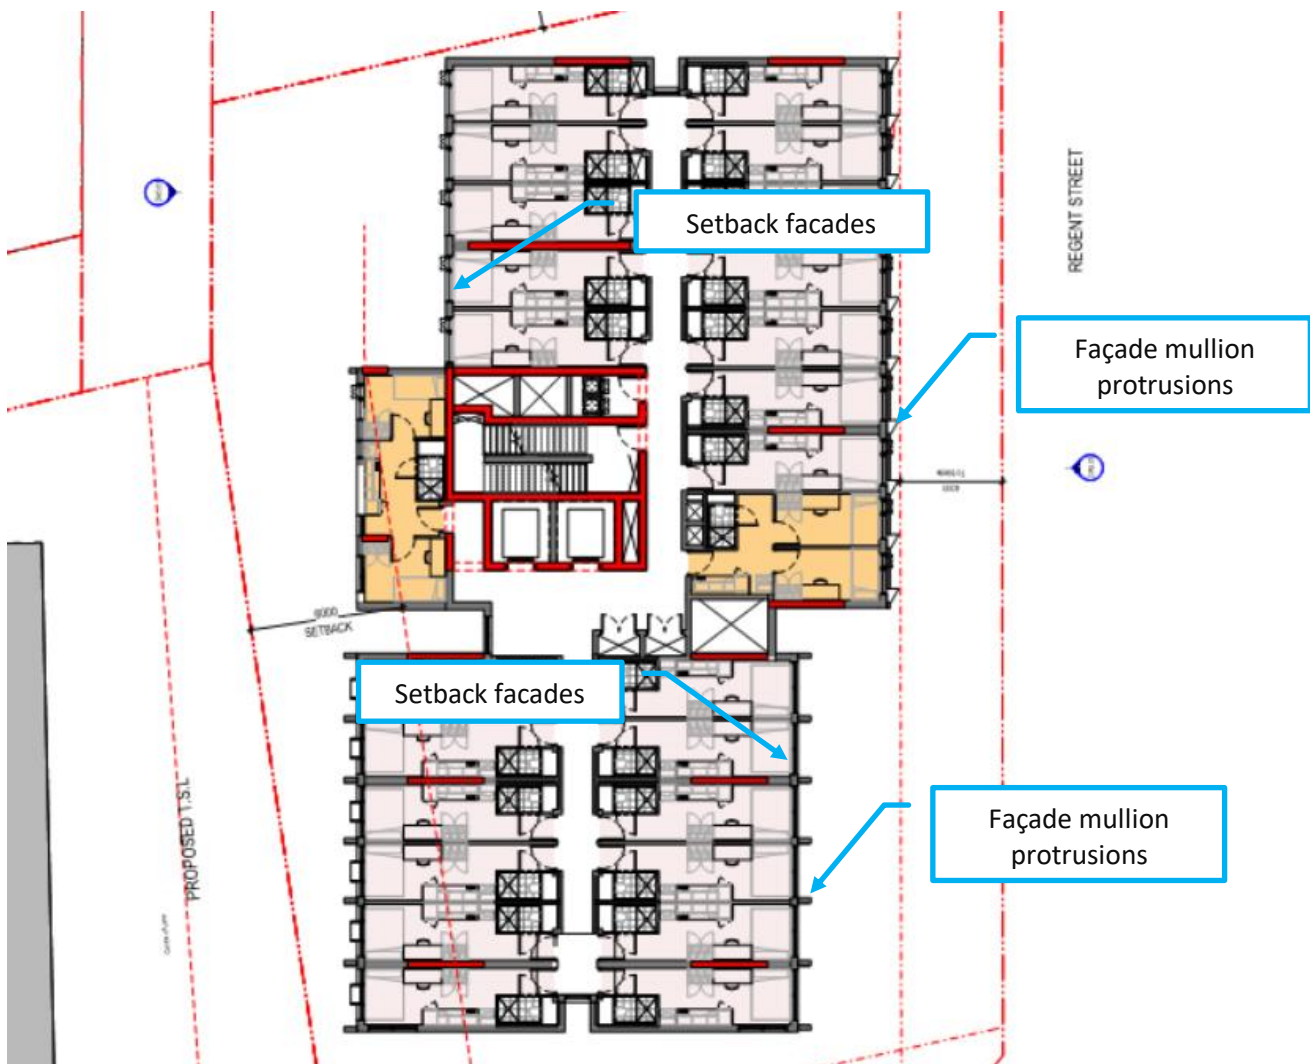 REGENT STREET
Setback facades
Façade mullion
protrusions
6000
SETBACK
Setback facades
Façade mullion
protrusions
PROPOSED T.S.L